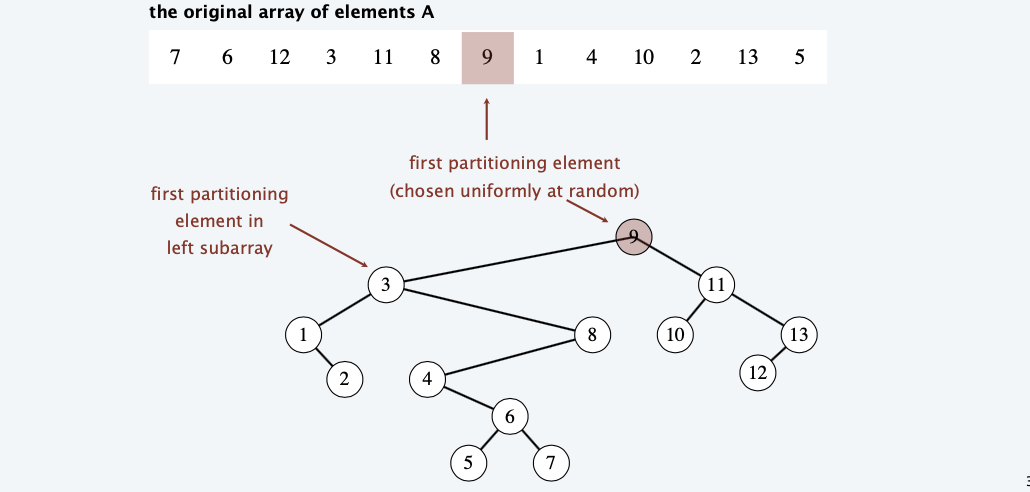 the original array of elements A
7 6 12 3 11 8 9 1 4 10 2 13 5
first partitioning element
(chosen uniformly at random)
first partitioning
element in
left subarray
9
3
11
1
8
10
13
2
4
12
6
5
7